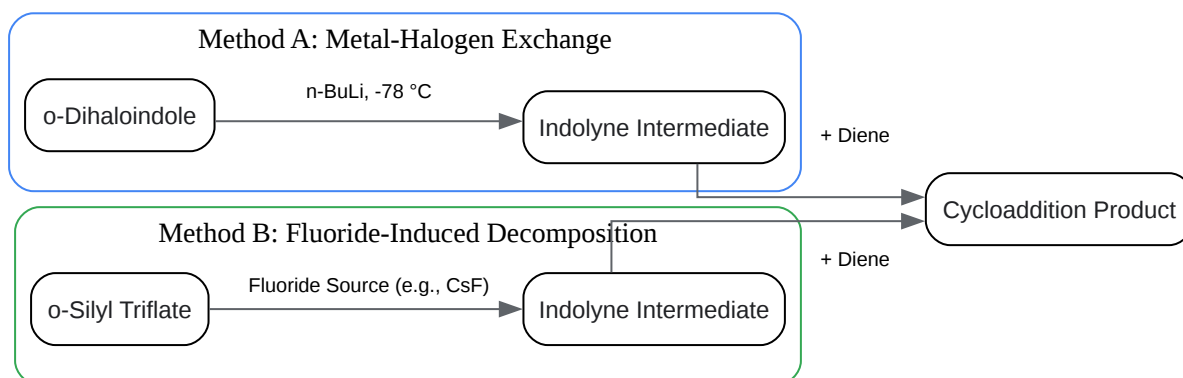 Method A: Metal-Halogen Exchange
o-Dihaloindole
n-BuLi, -78 °C
Indolyne Intermediate
+ Diene
Cycloaddition Product
Method B: Fluoride-Induced Decomposition
o-Silyl Triflate
Fluoride Source (e.g., CsF)
Indolyne Intermediate
+ Diene